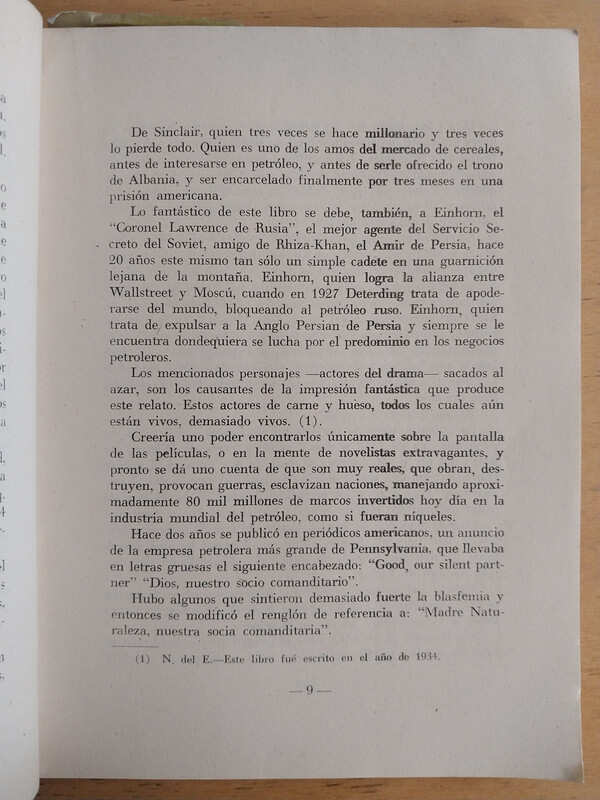 De Sinclair, quien tres veces se hace millonario y tres veces
lo pierde todo. Quien es uno de los amos del mercado de cereales,
antes de interesarse en petróleo, y antes de serle ofrecido el trono
de Albania, y ser encarcelado finalmente por tres meses en una
prisión americana.
Lo fantástico de este libro se debe, también, a Einhorn, el
"Coronel Lawrence de Rusia", el mejor agente del Servicio Se-
creto del Soviet, amigo de Rhiza-Khan, el Amir de Persia, hace
20 años este mismo tan sólo un simple cadete en una guarnición
lejana de la montaña. Einhorn, quien logra la alianza entre
Wallstreet y Moscú, cuando en 1927 Deterding trata de apode-
rarse del mundo, bloqueando al petróleo ruso. Einhorn, quien
trata de expulsar a la Anglo Persian de Persia y siempre se le
encuentra dondequiera se lucha por el predominio en los negocios
petroleros.
Los mencionados personajes —actores del drama— sacados al
azar, son los causantes de la impresión fantástica que produce
este relato. Estos actores de carne y hueso, todos los cuales aún
están vivos, demasiado vivos. (1).
Creería uno poder encontrarlos únicamente sobre la pantalla
de las películas, o en la mente de novelistas extravagantes, y
pronto se dá uno cuenta de que son muy reales, que obran, des-
truyen, provocan guerras, esclavizan naciones, manejando aproxi-
madamente 80 mil millones de marcos invertidos hoy día en la
industria mundial del petróleo, como si fueran níqueles.
Hace dos años se publicó en periódicos americanos, un anuncio
de la empresa petrolera más grande de Pennsylvania, que llevaba
en letras gruesas el siguiente encabezado: "Good, our silent part-
ner" "Dios, nuestro socio comanditario".
Hubo algunos que sintieron demasiado fuerte la blasfemia y
entonces se modificó el renglón de referencia a: "Madre Natu-
raleza, nuestra socia comanditaria".
(1) N. del E.—Este libro fué escrito en el año de 1934.
— 9 —